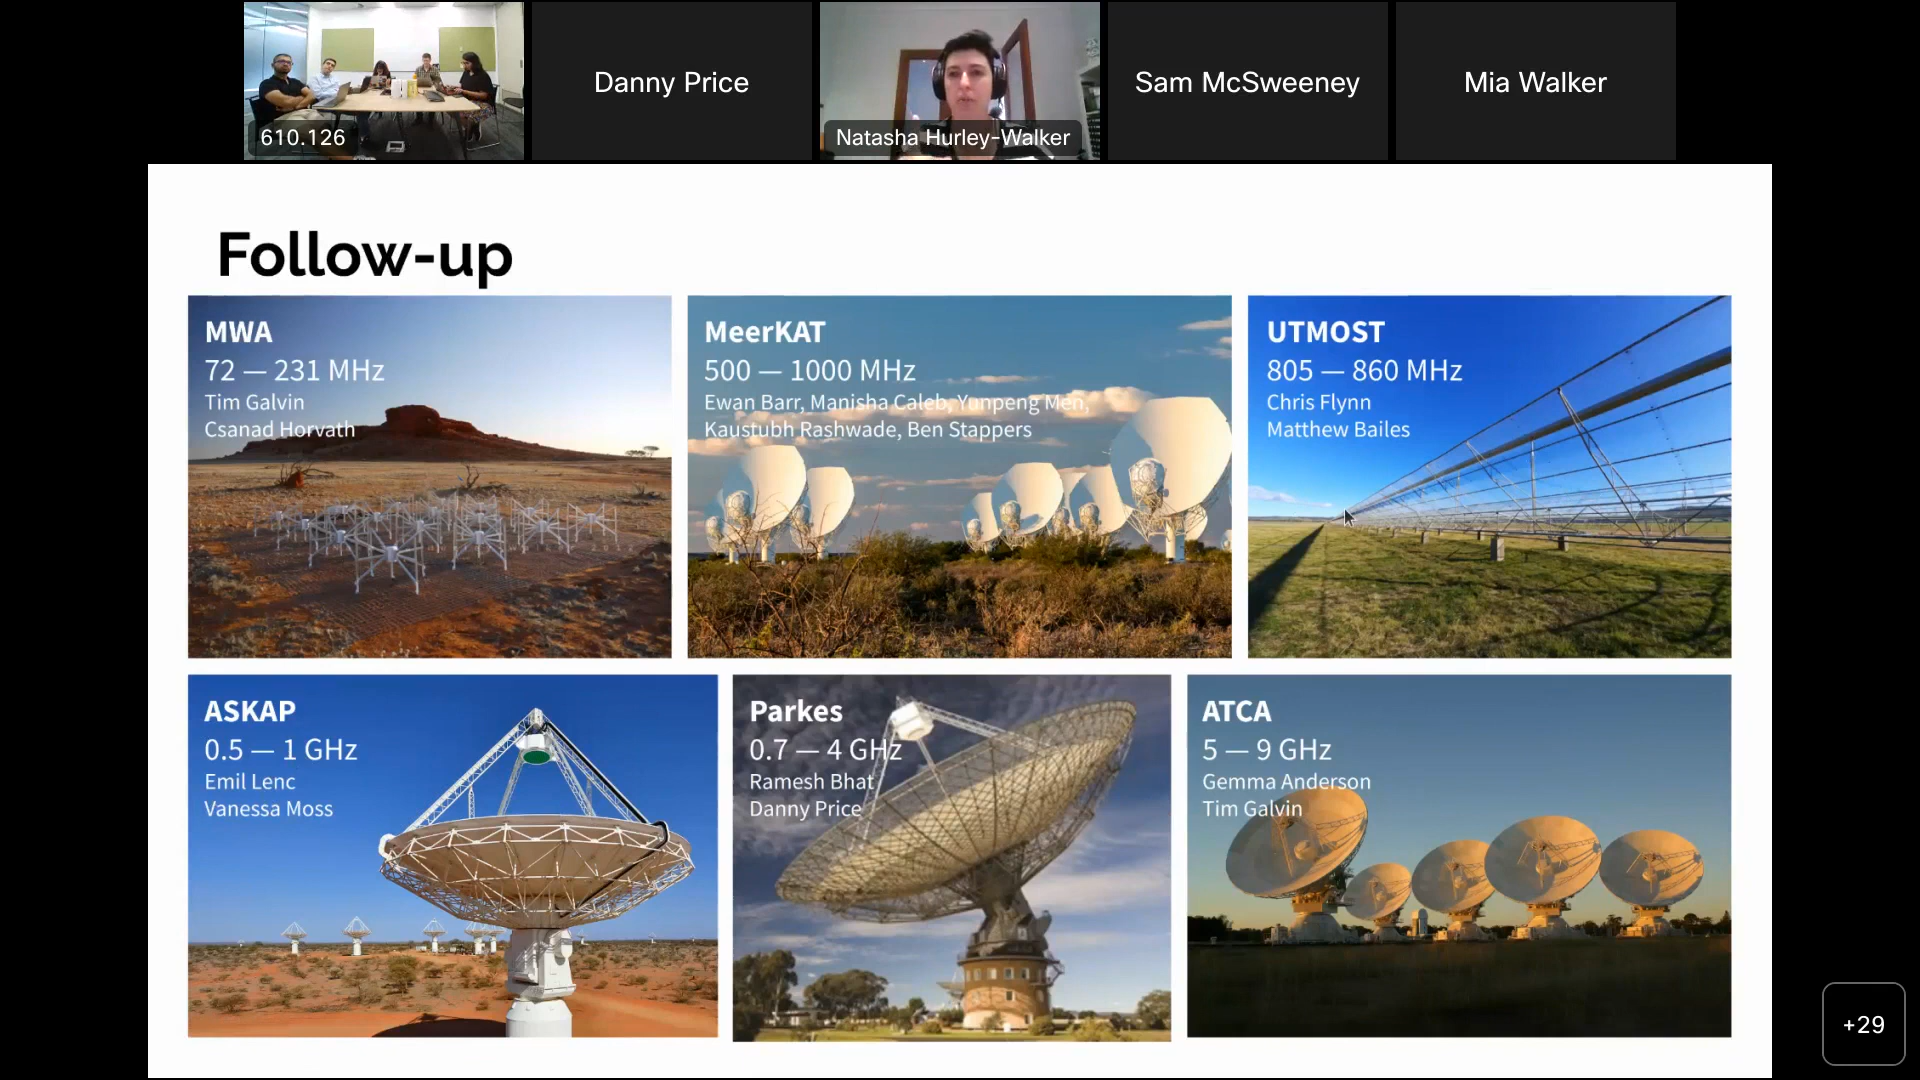 610.126
Danny Price
Natasha Hurley-Walker
Sam McSweeney
Mia Walker
Follow-up
MWA
72 — 231 MHz
Tim Galvin
Csanad Horvath
MeerKAT
500 — 1000 MHz
Ewan Barr, Manisha Caleb, Yunpeng Men,
Kaustubh Rashwade, Ben Stappers
UTMOST
805 — 860 MHz
Chris Flynn
Matthew Bailes
ASKAP
0.5 — 1 GHz
Emil Lenc
Vanessa Moss
Parkes
0.7 — 4 GHz
Ramesh Bhat
Danny Price
ATCA
5 — 9 GHz
Gemma Anderson
Tim Galvin
+29